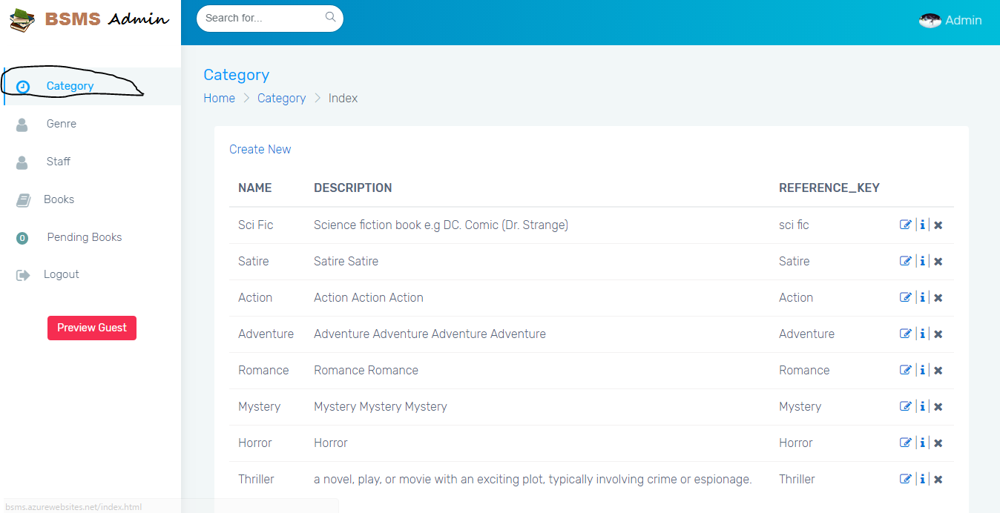 BSMS Admin
Search for...
Admin
Category
Genre
Staff
Books
0 Pending Books
Logout
Preview Guest
Category
Home > Category > Index
Create New
NAME DESCRIPTION REFERENCE_KEY
Sci Fic Science fiction book e.g DC. Comic (Dr. Strange) sci fic
Satire Satire Satire Satire
Action Action Action Action Action
Adventure Adventure Adventure Adventure Adventure Adventure
Romance Romance Romance Romance
Mystery Mystery Mystery Mystery Mystery
Horror Horror Horror
Thriller a novel, play, or movie with an exciting plot, typically involving crime or espionage. Thriller
bsms.azurewebsites.net/index.html